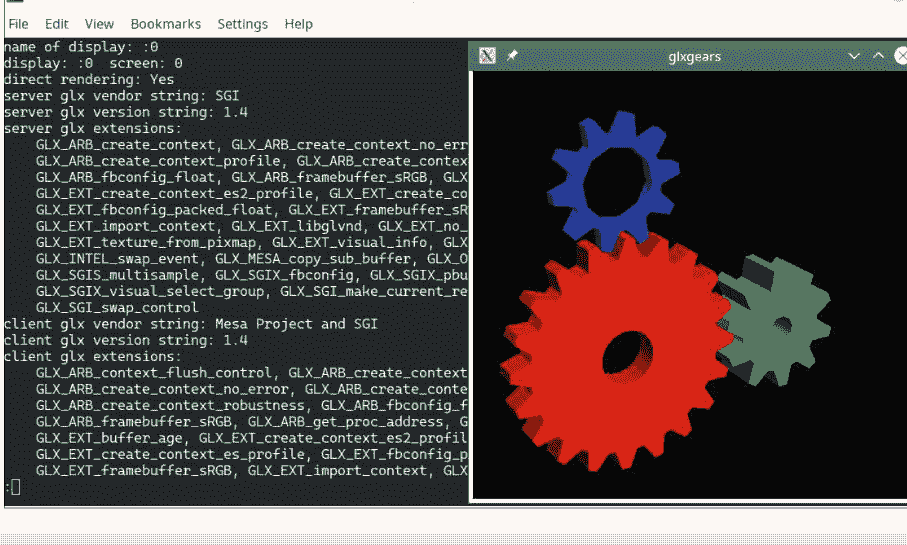 File Edit View Bookmarks Settings Help
name of display: :0
display: :0  screen: 0
direct rendering: Yes
server glx vendor string: SGI
server glx version string: 1.4
server glx extensions:
GLX_ARB_create_context, GLX_ARB_create_context_no_err
GLX_ARB_create_context_profile, GLX_ARB_create_contex
GLX_ARB_fbconfig_float, GLX_ARB_framebuffer_sRGB, GLX
GLX_EXT_create_context_es2_profile, GLX_EXT_create_co
GLX_EXT_fbconfig_packed_float, GLX_EXT_framebuffer_sR
GLX_EXT_import_context, GLX_EXT_libglvnd, GLX_EXT_no_
GLX_EXT_texture_from_pixmap, GLX_EXT_visual_info, GLX
GLX_INTEL_swap_event, GLX_MESA_copy_sub_buffer, GLX_O
GLX_SGIS_multisample, GLX_SGIX_fbconfig, GLX_SGIX_pbu
GLX_SGIX_visual_select_group, GLX_SGI_make_current_re
GLX_SGI_swap_control
client glx vendor string: Mesa Project and SGI
client glx version string: 1.4
client glx extensions:
GLX_ARB_context_flush_control, GLX_ARB_create_context
GLX_ARB_create_context_no_error, GLX_ARB_create_conte
GLX_ARB_create_context_robustness, GLX_ARB_fbconfig_f
GLX_ARB_framebuffer_sRGB, GLX_ARB_get_proc_address, G
GLX_EXT_buffer_age, GLX_EXT_create_context_es2_profil
GLX_EXT_create_context_es_profile, GLX_EXT_fbconfig_p
GLX_EXT_framebuffer_sRGB, GLX_EXT_import_context, GLX
:
glxgears